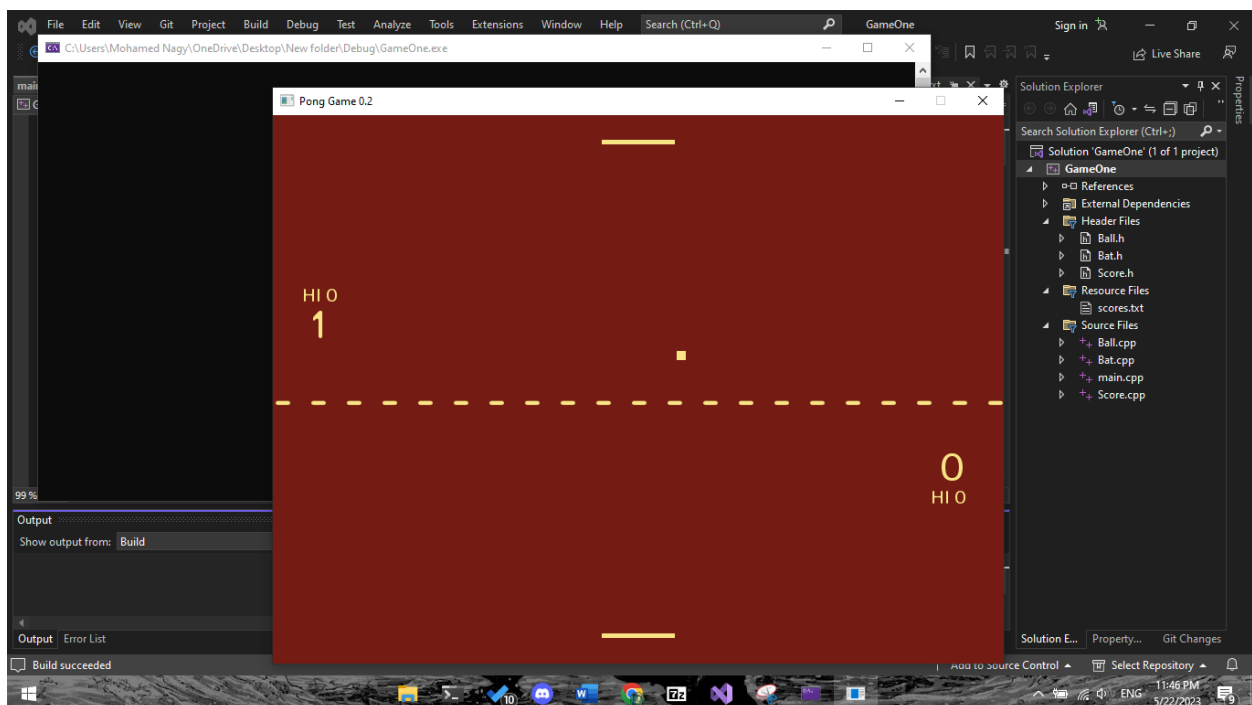 File Edit View Git Project Build Debug Test Analyze Tools Extensions Window Help Search (Ctrl+Q) GameOne Sign in
C:\Users\Mohamed Nagy\OneDrive\Desktop\New folder\Debug\GameOne.exe
Live Share
Pong Game 0.2
HI 0
1
0
HI 0
99 %
Output
Show output from: Build
Output Error List
Solution Explorer
Search Solution Explorer (Ctrl+;)
Solution 'GameOne' (1 of 1 project)
GameOne
References
External Dependencies
Header Files
Ball.h
Bat.h
Score.h
Resource Files
scores.txt
Source Files
Ball.cpp
Bat.cpp
main.cpp
Score.cpp
Properties
Solution E... Property... Git Changes
Build succeeded
Add to Source Control Select Repository
10
W
7z
ENG
11:46 PM
5/22/2023
9